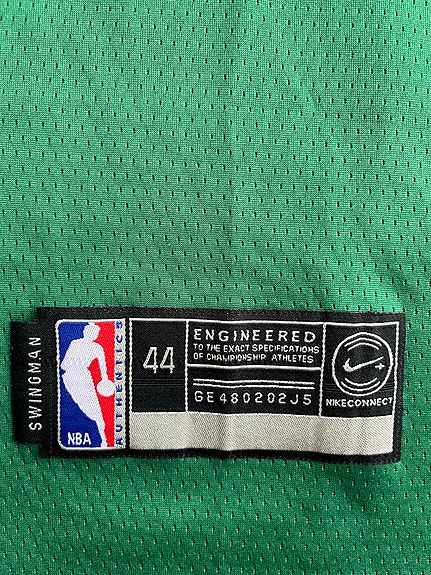 SWINGMAN
NBA
AUTHENTICS
44
ENGINEERED
TO THE EXACT SPECIFICATIONS
OF CHAMPIONSHIP ATHLETES
GE480202J5
NIKECONNECT